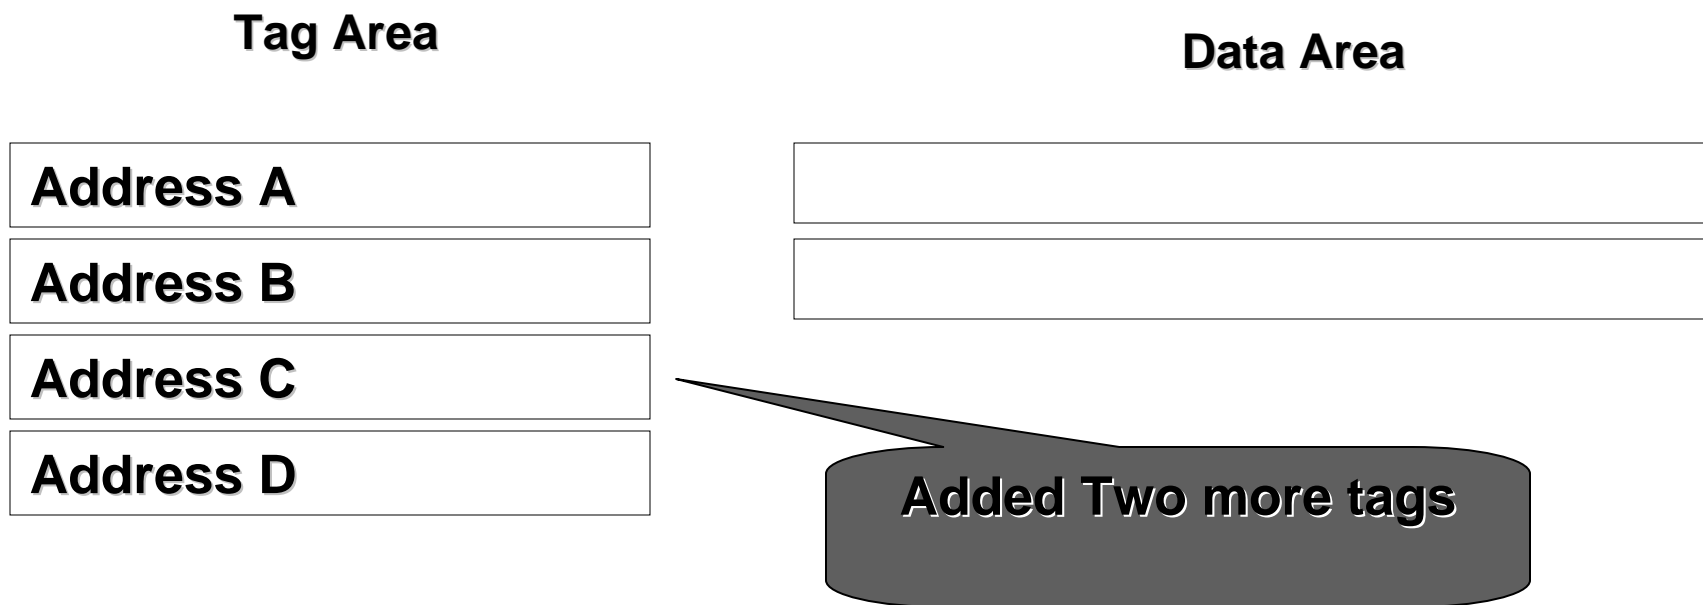 Tag Area
Data Area
Address A
Address B
Address C
Address D
Added Two more tags